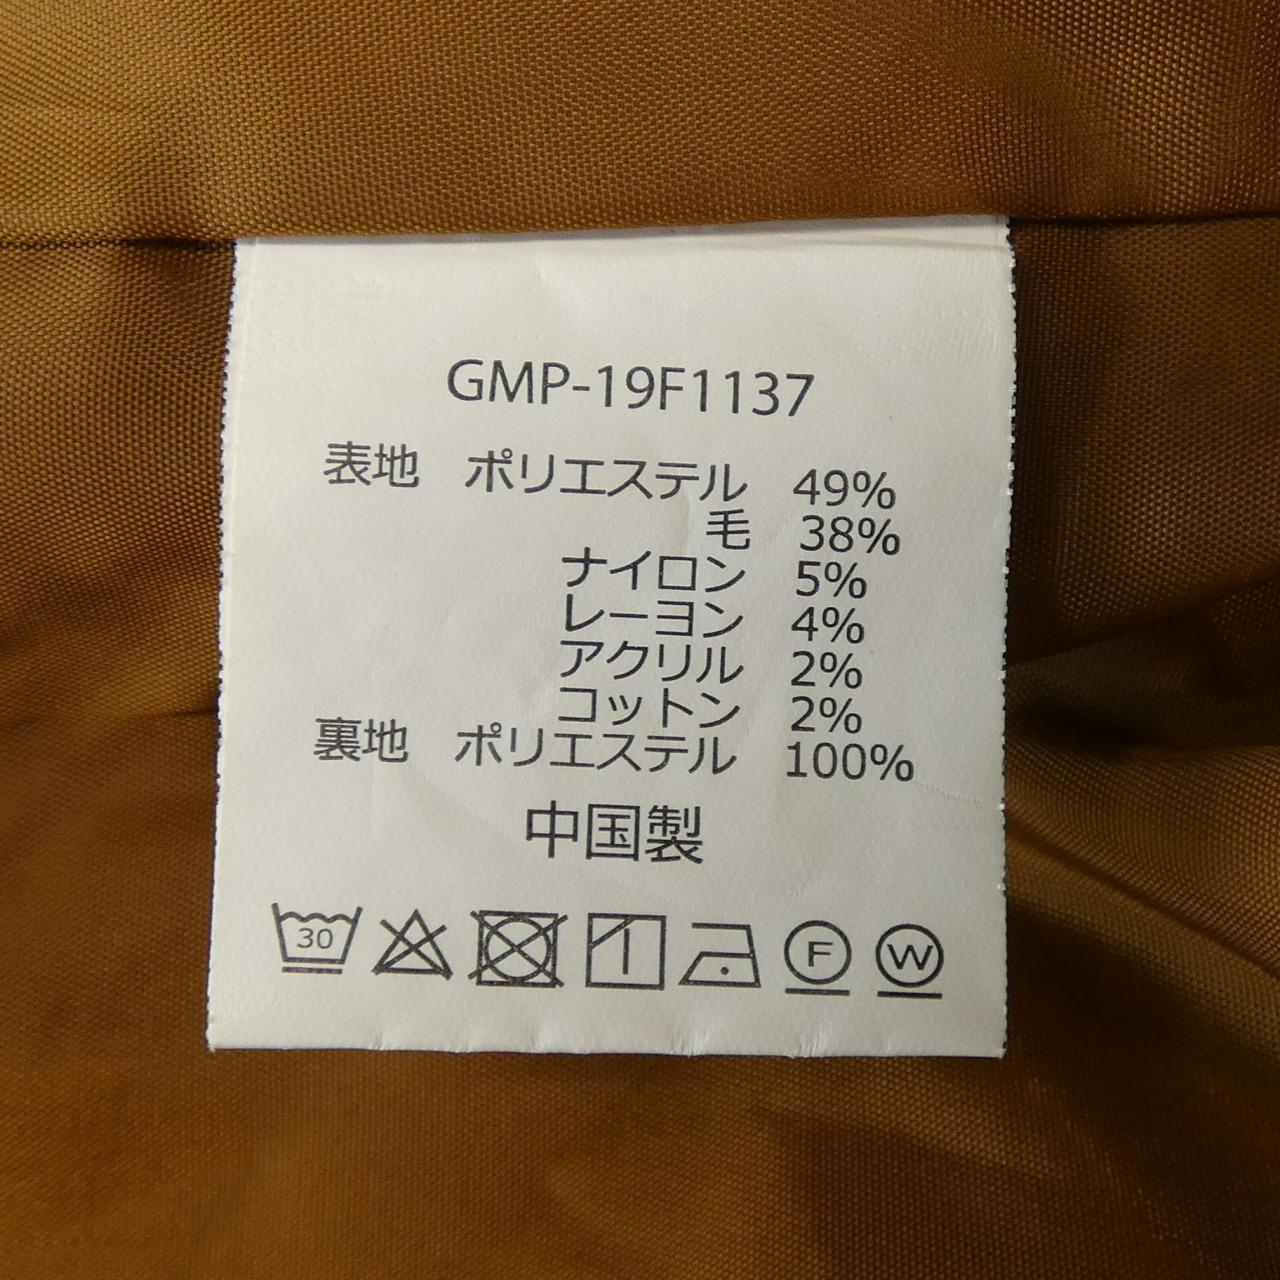 GMP-19F1137
表地 ポリエステル 49%
毛 38%
ナイロン 5%
レーヨン 4%
アクリル 2%
コットン 2%
裏地 ポリエステル 100%
中国製
30 F W